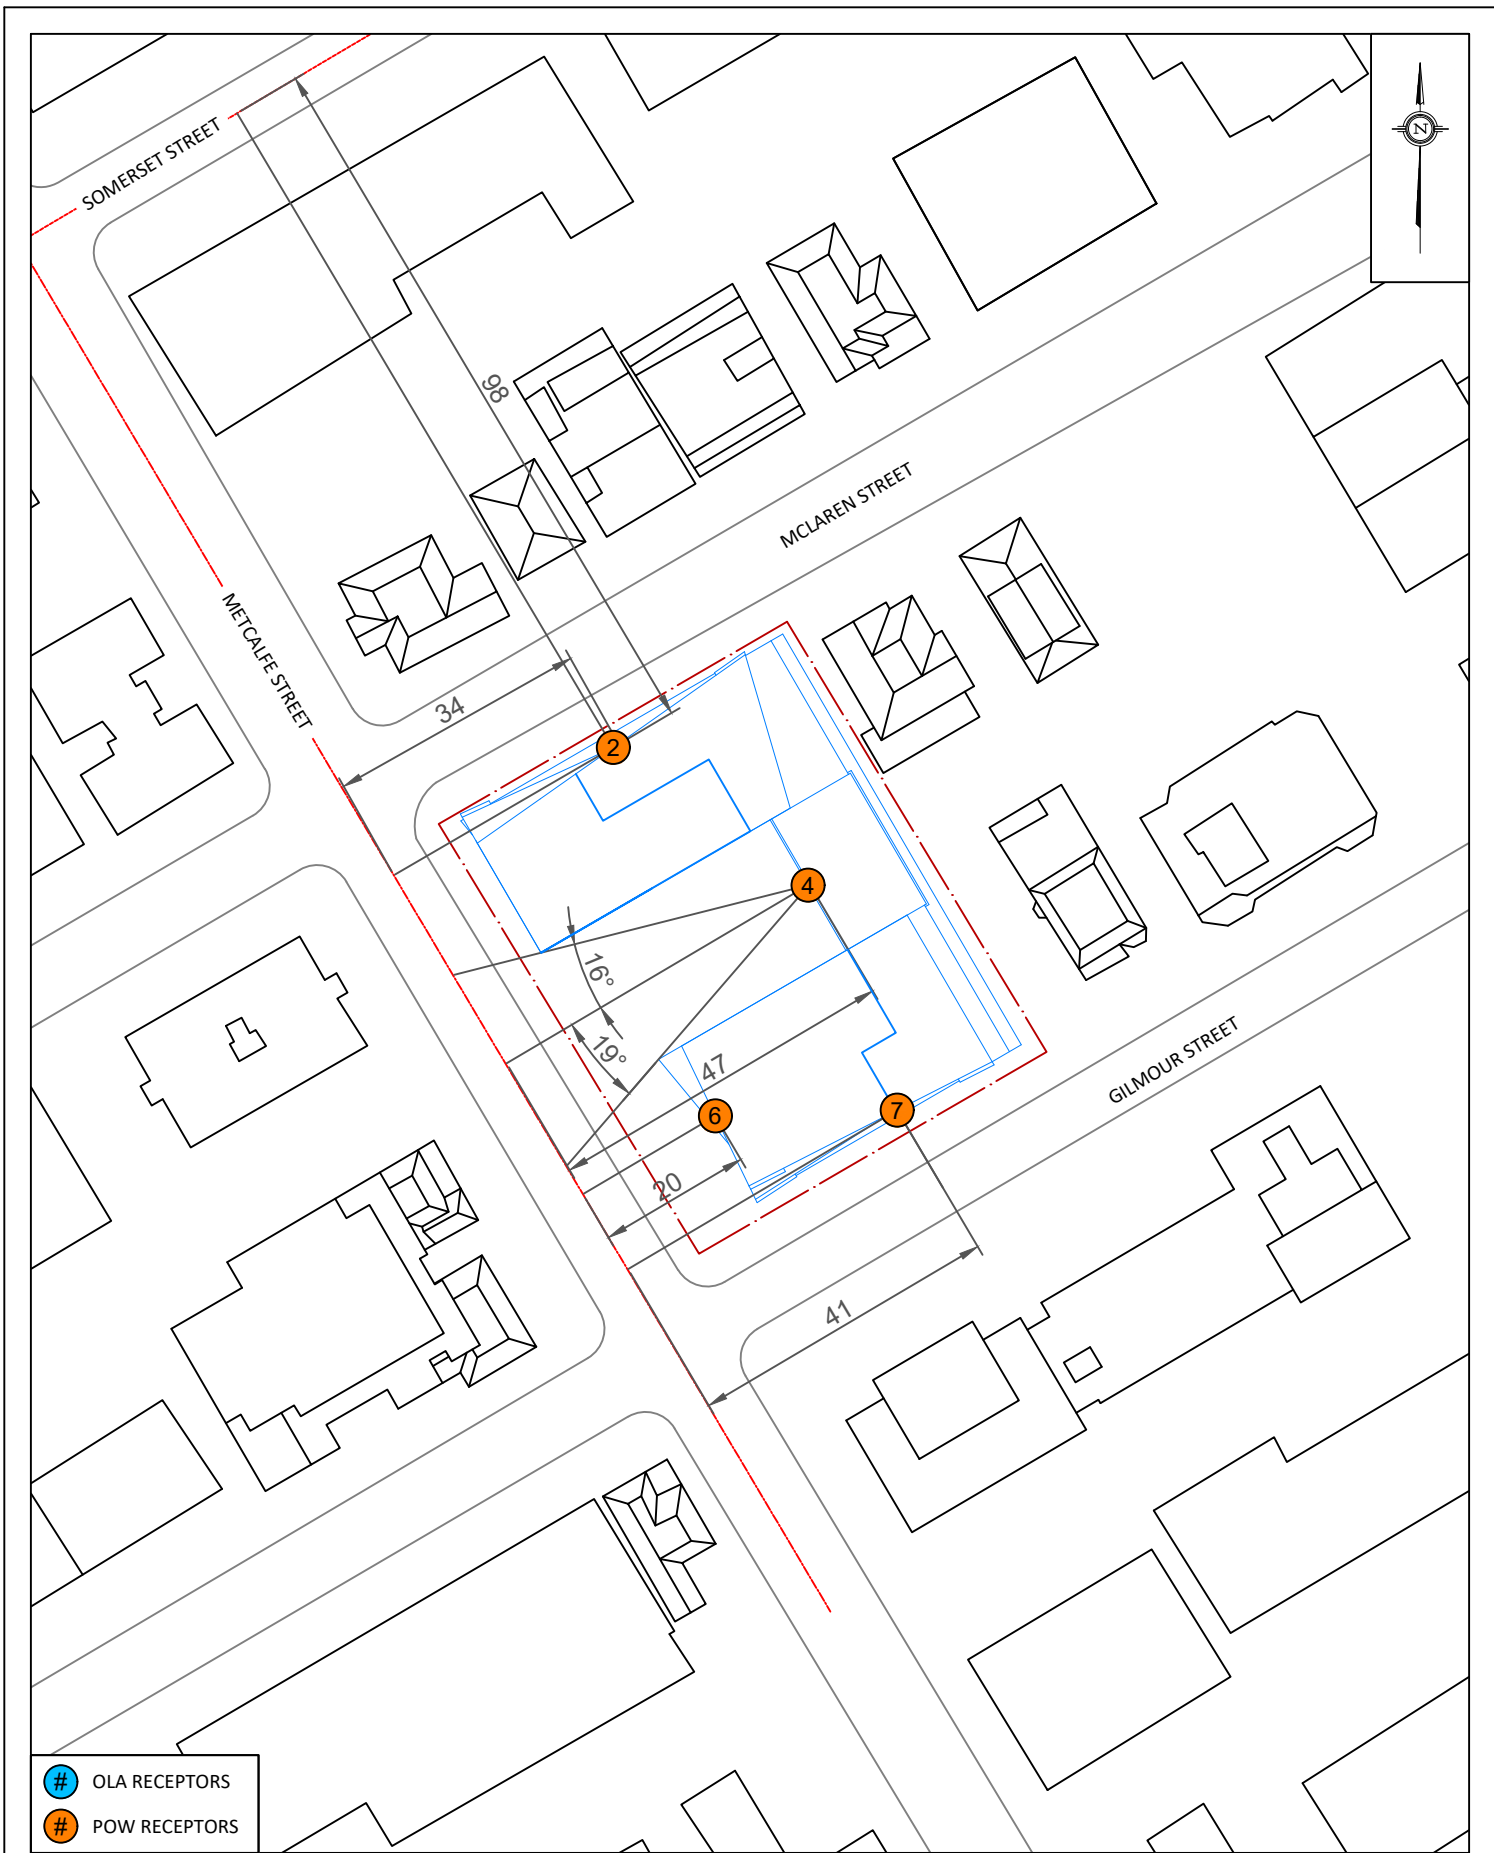 N
SOMERSET STREET
98
MCLAREN STREET
METCALFE STREET
34
2
4
16°
19°
47
6
7
20
GILMOUR STREET
41
# OLA RECEPTORS
# POW RECEPTORS